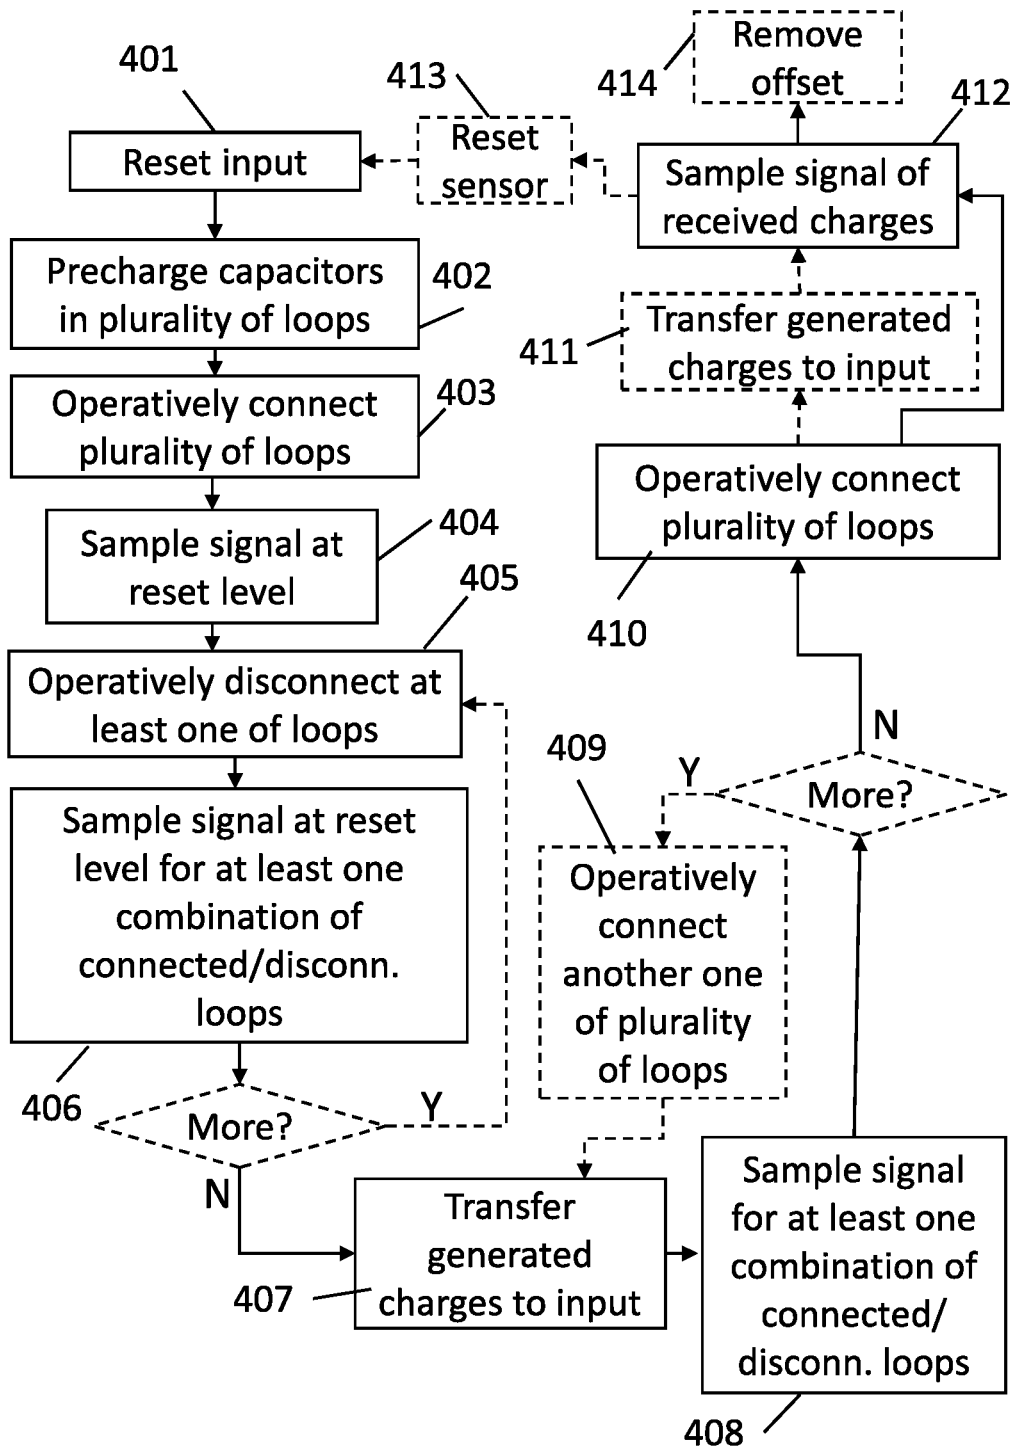 401
Reset input
Precharge capacitors
in plurality of loops
402
Operatively connect
plurality of loops
403
Sample signal at
reset level
404
405
Operatively disconnect at
least one of loops
Sample signal at reset
level for at least one
combination of
connected/disconn.
loops
406
More?
Y
N
Transfer
generated
charges to input
407
Sample signal
for at least one
combination of
connected/
disconn. loops
408
More?
Y
N
409
Operatively
connect
another one
of plurality
of loops
Operatively connect
plurality of loops
410
Transfer generated
charges to input
411
Sample signal of
received charges
412
413
Reset
sensor
414
Remove
offset